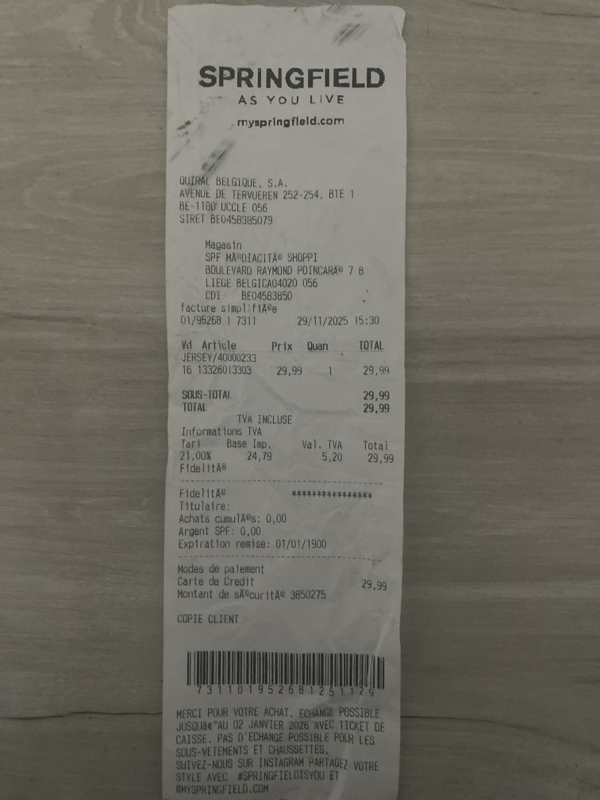 SPRINGFIELD
AS YOU LIVE
myspringfield.com
QUIRAL BELGIQUE, S.A.
AVENUE DE TERVUEREN 252-254, BTE 1
BE-1180 UCCLE 056
SIRET BE0458385079
Magasin
SPF MÃ©DIACITÃ© SHOPPI
BOULEVARD RAYMOND POINCARÃ© 7 B
LIEGE BELGICA04020 056
CDI BE04583850
facture simplifiÃ©e
01/95268 1 7311 29/11/2025 15:30
Vd Article Prix Quan TOTAL
JERSEY/40000233
16 13326013303 29,99 1 29,99
SOUS-TOTAL 29,99
TOTAL 29,99
TVA INCLUSE
Informations TVA
Tari Base Imp. Val. TVA Total
21.00% 24,79 5,20 29,99
FidelitÃ©
FidelitÃ© ****************
Titulaire:
Achats cumulÃ©s: 0,00
Argent SPF: 0,00
Expiration remise: 01/01/1900
Modes de paiement
Carte de Credit 29,99
Montant de sÃ©curitÃ© 3850275
COPIE CLIENT
731101952681251129
MERCI POUR VOTRE ACHAT. ECHANGE POSSIBLE
JUSQUâ€™AU 02 JANVIER 2026 AVEC TICKET DE
CAISSE. PAS D'ECHANGE POSSIBLE POUR LES
SOUS-VETEMENTS ET CHAUSSETTES.
SUIVEZ-NOUS SUR INSTAGRAM PARTAGEZ VOTRE
STYLE AVEC #SPRINGFIELDISYOU ET
@MYSPRINGFIELD.COM